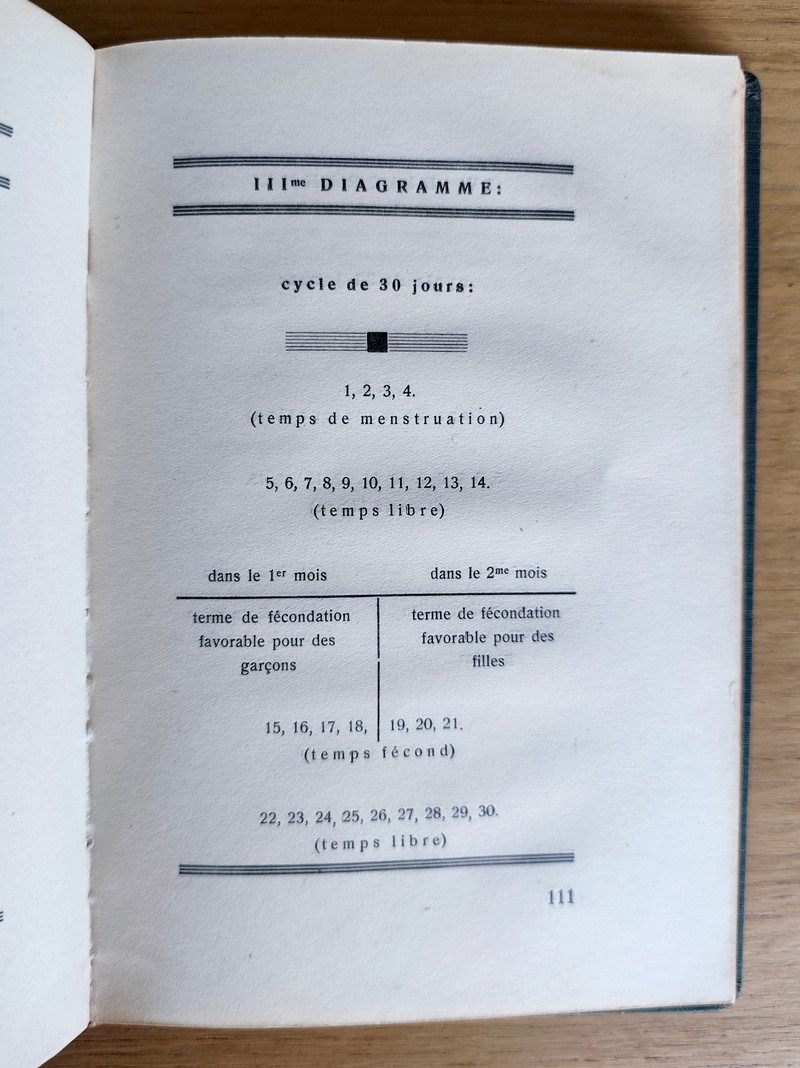 IIIme DIAGRAMME:
cycle de 30 jours:
1, 2, 3, 4.
(temps de menstruation)
5, 6, 7, 8, 9, 10, 11, 12, 13, 14.
(temps libre)
dans le 1er mois
terme de fécondation
favorable pour des
garçons
dans le 2me mois
terme de fécondation
favorable pour des
filles
15, 16, 17, 18, 19, 20, 21.
(temps fécond)
22, 23, 24, 25, 26, 27, 28, 29, 30.
(temps libre)
111